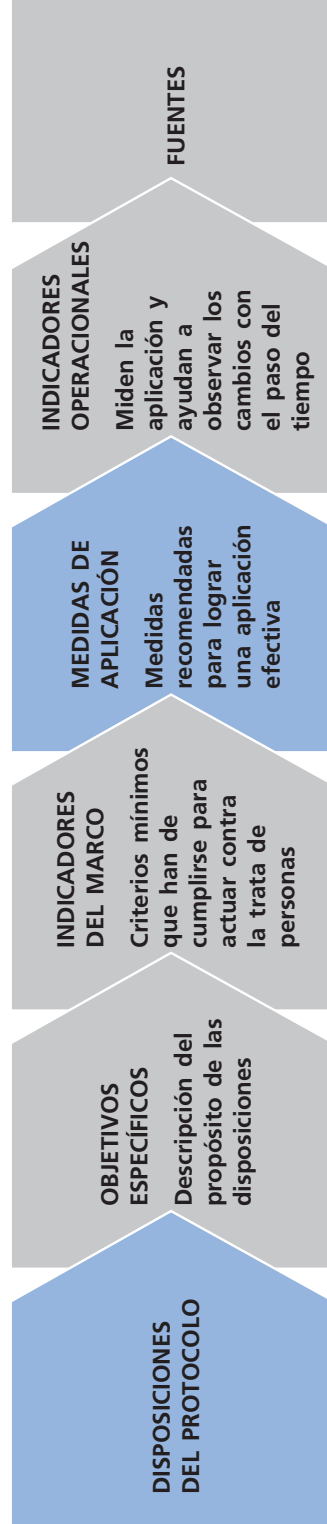 DISPOSICIONES
DEL PROTOCOLO
OBJETIVOS
ESPECÍFICOS
Descripción del
propósito de las
disposiciones
INDICADORES
DEL MARCO
Criterios mínimos
que han de
cumplirse para
actuar contra
la trata de
personas
MEDIDAS DE
APLICACIÓN
Medidas
recomendadas
para lograr
una aplicación
efectiva
INDICADORES
OPERACIONALES
Miden la
aplicación y
ayudan a
observar los
cambios con
el paso del
tiempo
FUENTES